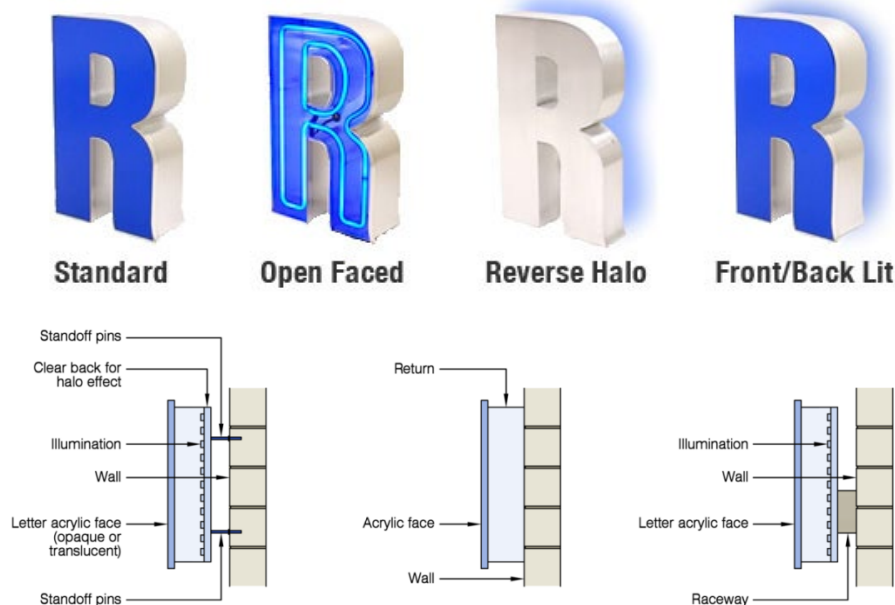 R
R
R
R
Standard
Open Faced
Reverse Halo
Front/Back Lit
Standoff pins
Clear back for
halo effect
Illumination
Wall
Letter acrylic face
(opaque or
translucent)
Standoff pins
Return
Acrylic face
Wall
Illumination
Wall
Letter acrylic face
Raceway